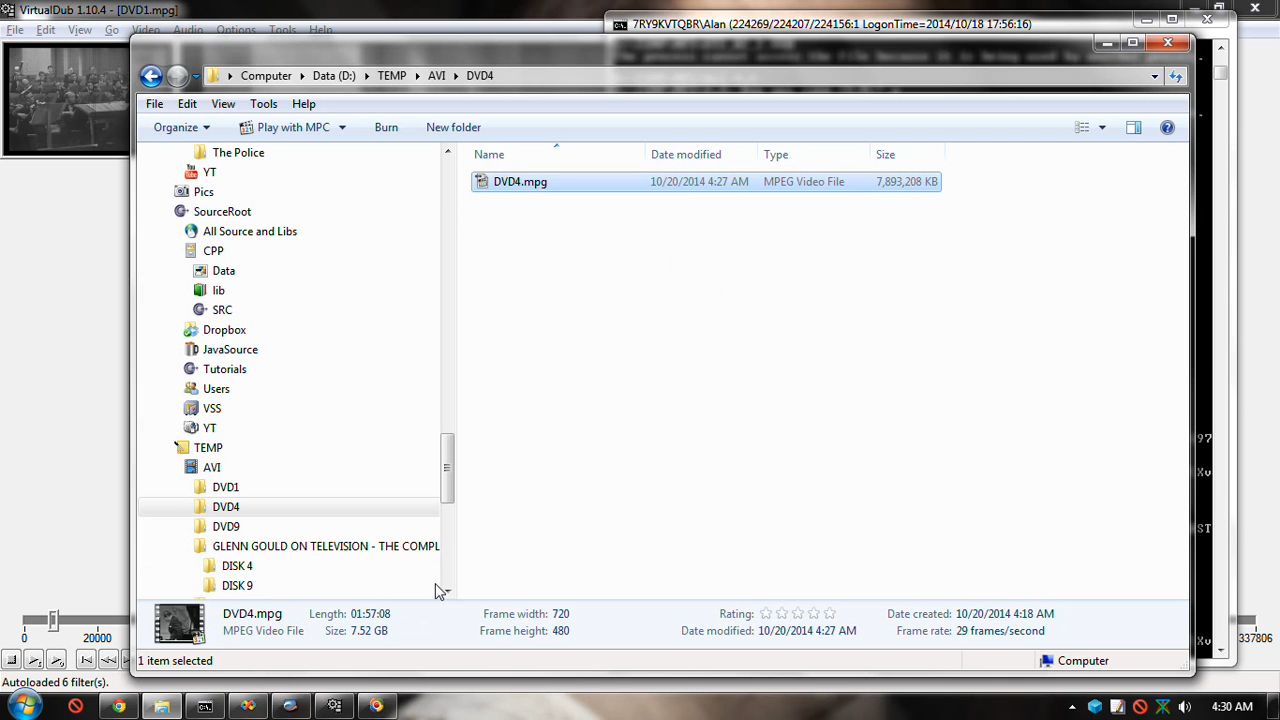 VirtualDub 1.10.4 - [DVD1.mpg]
7RY9KVTQBR\Alan (224269/224207/224156:1 LogonTime=2014/10/18 17:56:16)
File Edit View Go Video Audio Options Tools Help
Computer Data (D:) TEMP AVI DVD4
File Edit View Tools Help
Organize Play with MPC Burn New folder
Name Date modified Type Size
DVD4.mpg 10/20/2014 4:27 AM MPEG Video File 7,893,208 KB
The Police
YT
Pics
SourceRoot
All Source and Libs
CPP
Data
lib
SRC
Dropbox
JavaSource
Tutorials
Users
VSS
YT
TEMP
AVI
DVD1
DVD4
DVD9
GLENN GOULD ON TELEVISION - THE COMPL
DISK 4
DISK 9
97
Xv
ST
Xv
DVD4.mpg Length: 01:57:08 Frame width: 720 Rating: Date created: 10/20/2014 4:18 AM
MPEG Video File Size: 7.52 GB Frame height: 480 Date modified: 10/20/2014 4:27 AM Frame rate: 29 frames/second
0 20000 337806
1 item selected Computer
Autoloaded 6 filter(s).
4:30 AM